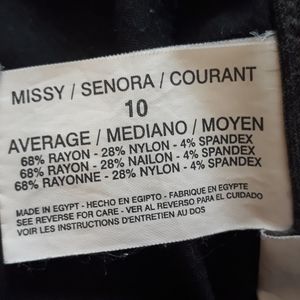 MISSY / SENORA / COURANT
10
AVERAGE / MEDIANO / MOYEN
68% RAYON - 28% NYLON - 4% SPANDEX
68% RAYON - 28% NAILON - 4% SPANDEX
68% RAYONNE - 28% NYLON - 4% SPANDEX
MADE IN EGYPT - HECHO EN EGIPTO - FABRIQUE EN EGYPTE
SEE REVERSE FOR CARE - VER AL REVERSO PARA EL CUIDADO
VOIR LES INSTRUCTIONS D'ENTRETIEN AU DOS